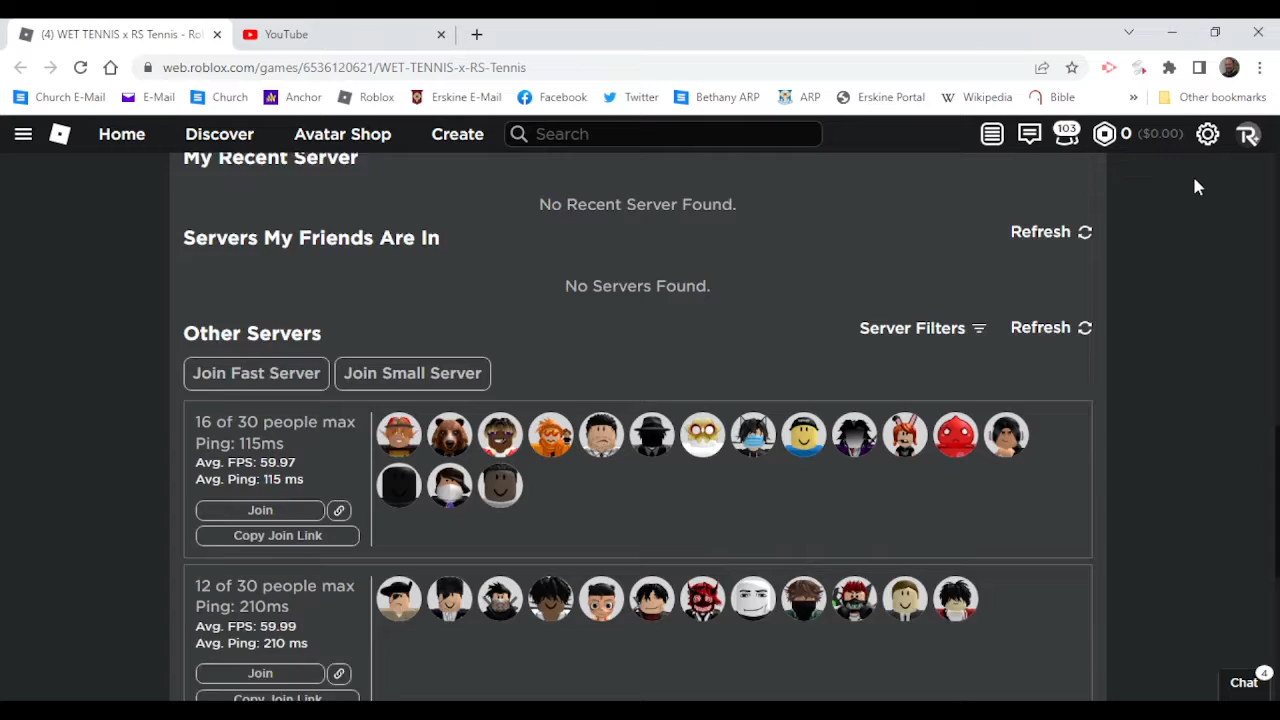 (4) WET TENNIS x RS Tennis - Rol
YouTube
web.roblox.com/games/6536120621/WET-TENNIS-x-RS-Tennis
Church E-Mail
E-Mail
Church
Anchor
Roblox
Erskine E-Mail
Facebook
Twitter
Bethany ARP
ARP
Erskine Portal
Wikipedia
Bible
»
Other bookmarks
Home
Discover
Avatar Shop
Create
Search
103
0 ($0.00)
My Recent Server
No Recent Server Found.
Servers My Friends Are In
Refresh
No Servers Found.
Other Servers
Server Filters
Refresh
Join Fast Server
Join Small Server
16 of 30 people max
Ping: 115ms
Avg. FPS: 59.97
Avg. Ping: 115 ms
Join
Copy Join Link
12 of 30 people max
Ping: 210ms
Avg. FPS: 59.99
Avg. Ping: 210 ms
Join
Copy Join Link
Chat
4